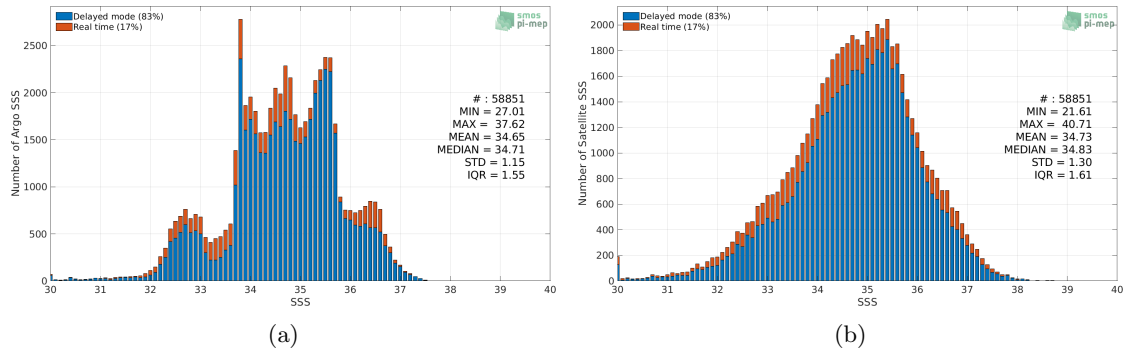 Delayed mode (83%)
Real time (17%)
smos
pi-mep
Number of Argo SSS
2500
2000
1500
1000
500
0
# : 58851
MIN = 27.01
MAX = 37.62
MEAN = 34.65
MEDIAN = 34.71
STD = 1.15
IQR = 1.55
30 31 32 33 34 35 36 37 38 39 40
SSS
(a)
Delayed mode (83%)
Real time (17%)
smos
pi-mep
Number of Satellite SSS
2000
1800
1600
1400
1200
1000
800
600
400
200
0
# : 58851
MIN = 21.61
MAX = 40.71
MEAN = 34.73
MEDIAN = 34.83
STD = 1.30
IQR = 1.61
30 31 32 33 34 35 36 37 38 39 40
SSS
(b)